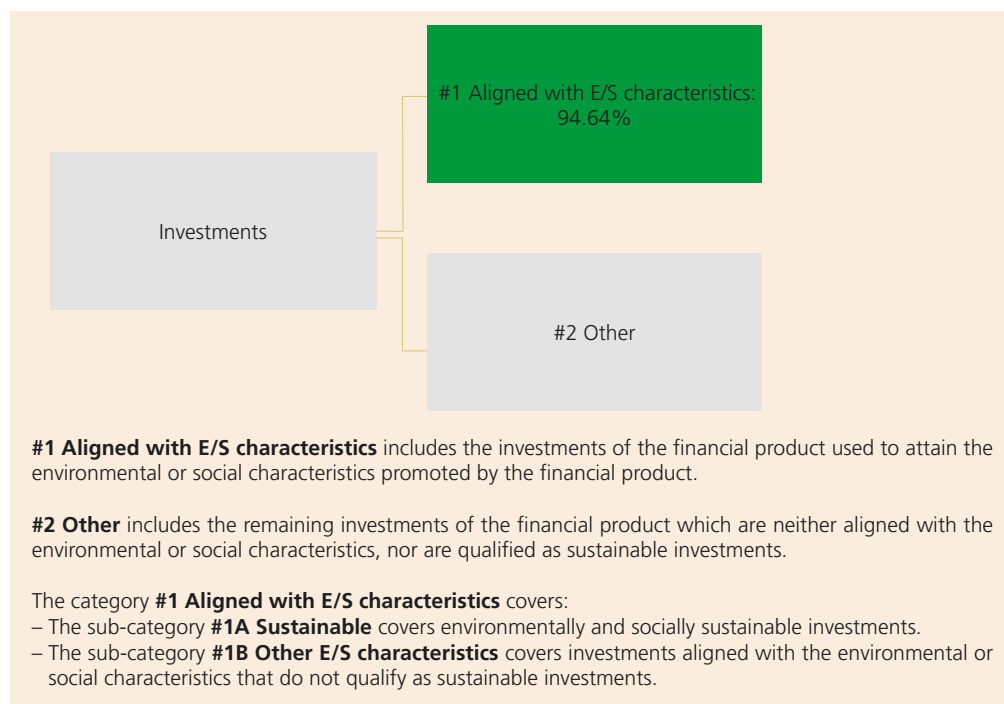 #1 Aligned with E/S characteristics:
94.64%
Investments
#2 Other
#1 Aligned with E/S characteristics includes the investments of the financial product used to attain the
environmental or social characteristics promoted by the financial product.
#2 Other includes the remaining investments of the financial product which are neither aligned with the
environmental or social characteristics, nor are qualified as sustainable investments.
The category #1 Aligned with E/S characteristics covers:
– The sub-category #1A Sustainable covers environmentally and socially sustainable investments.
– The sub-category #1B Other E/S characteristics covers investments aligned with the environmental or
social characteristics that do not qualify as sustainable investments.